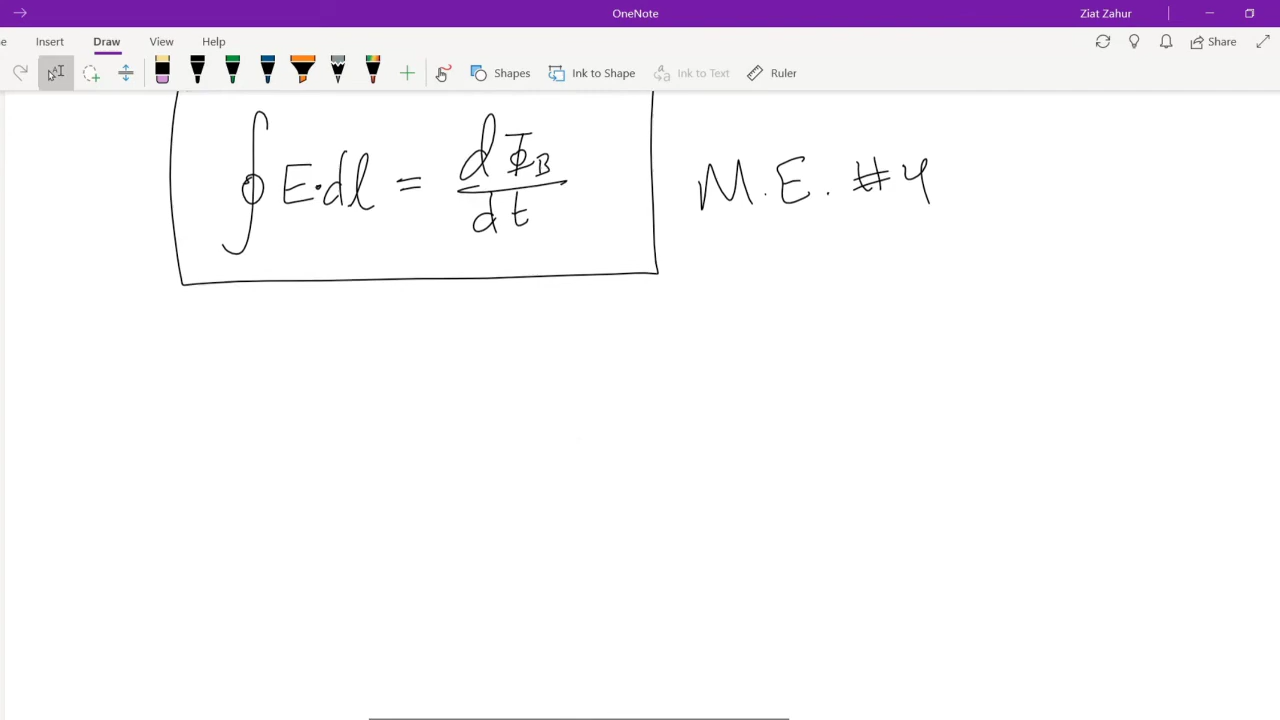 OneNote
Ziat Zahur
Insert Draw View Help
Share
Shapes Ink to Shape Ink to Text Ruler
∮ E·dl = dΦ_B/dt M.E. #4